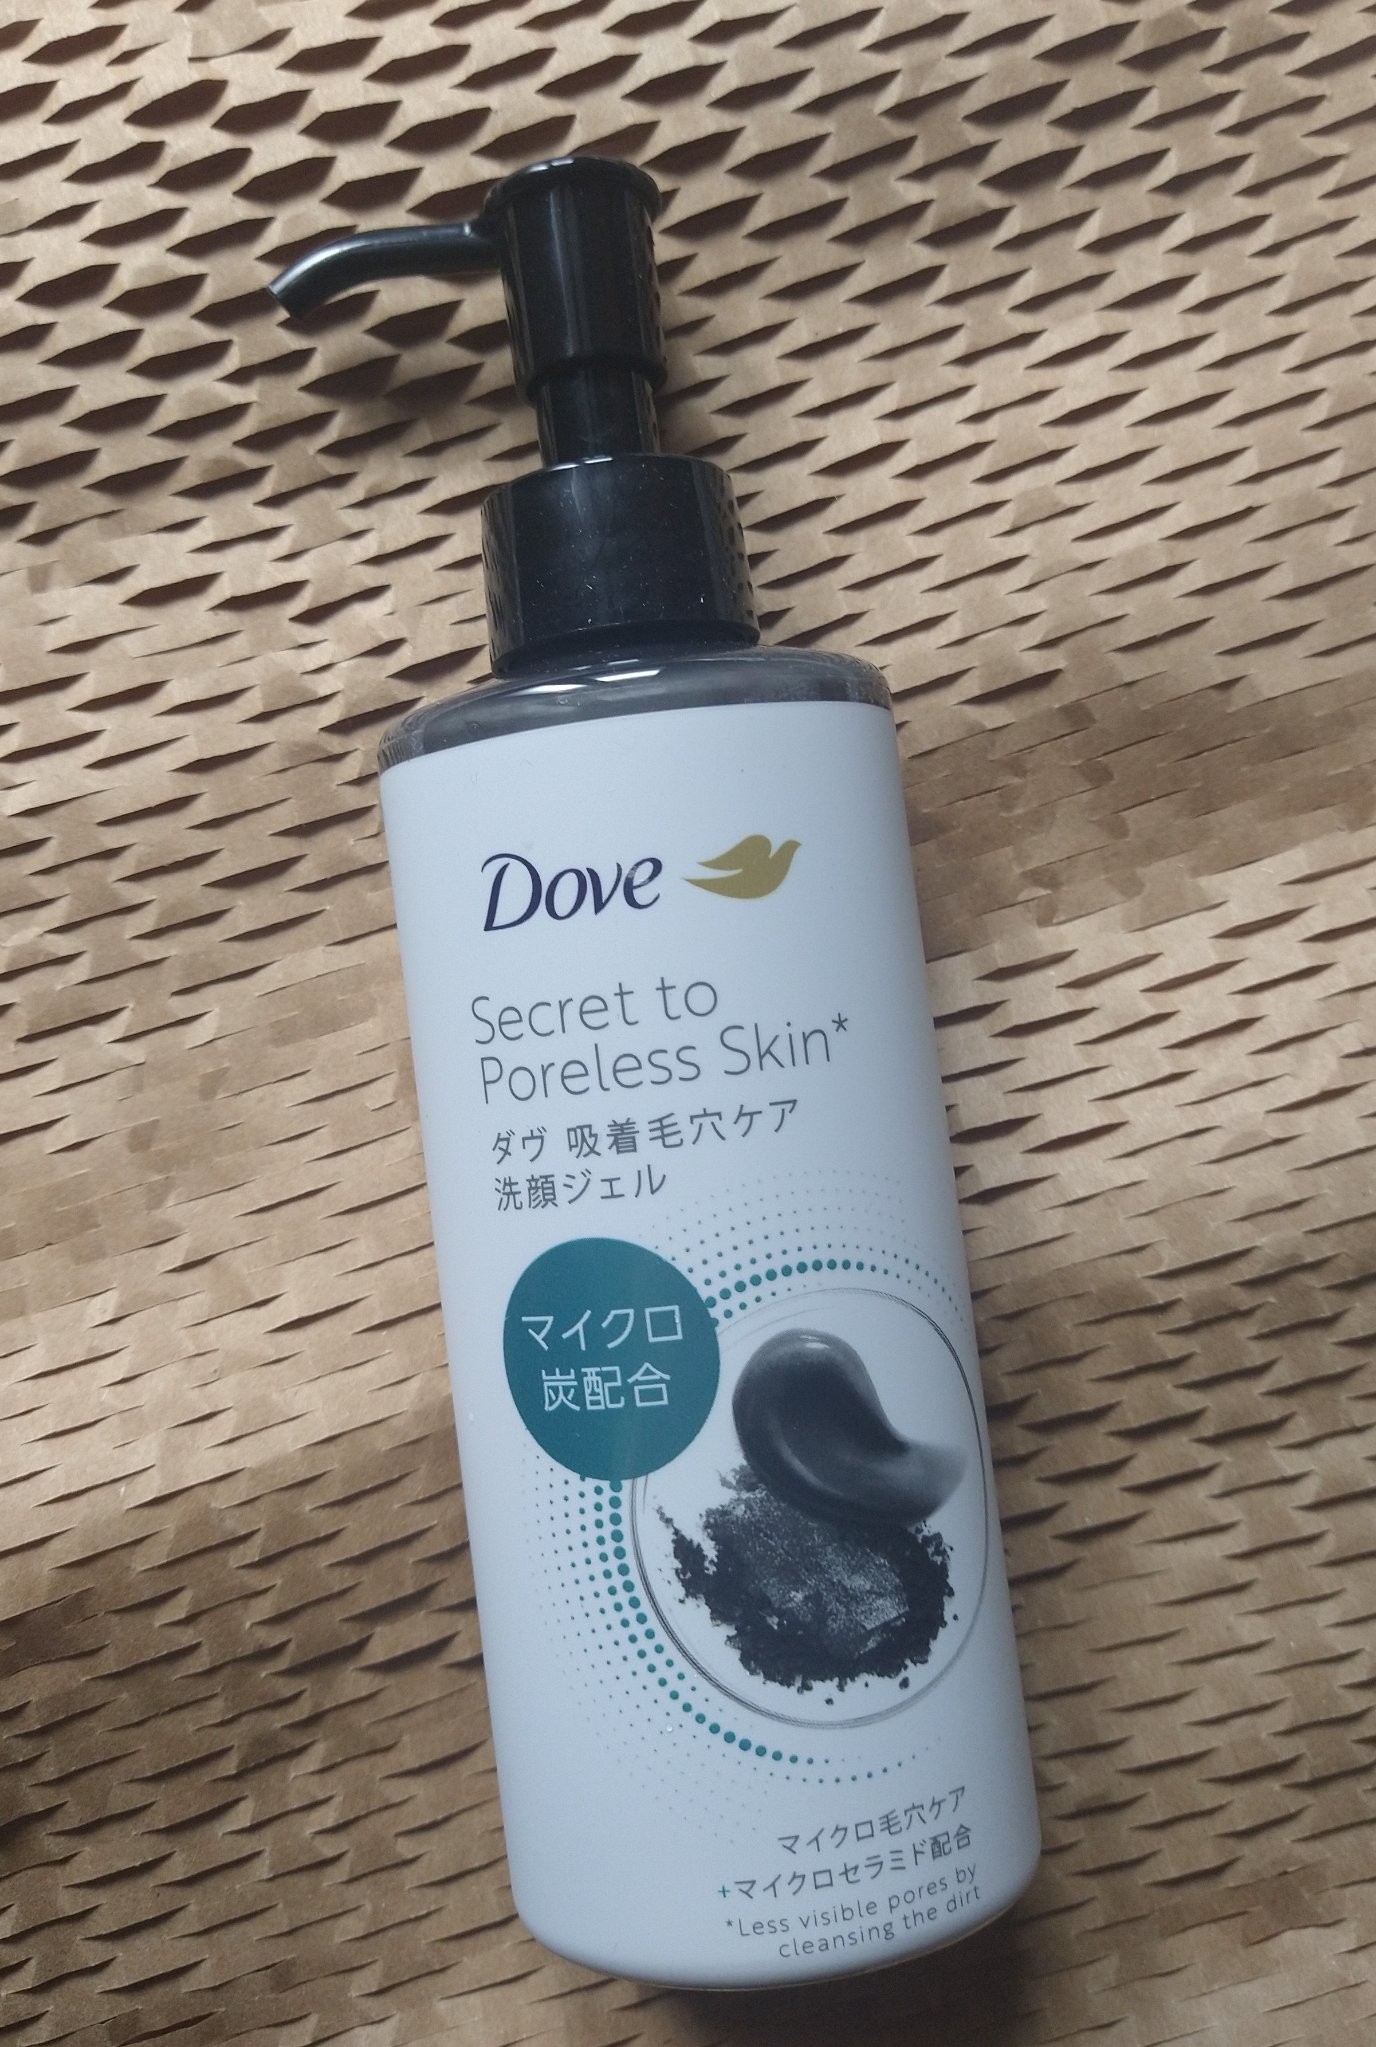 Dove
Secret to
Poreless Skin*
ダヴ 吸着毛穴ケア
洗顔ジェル
マイクロ
炭配合
マイクロ毛穴ケア
+マイクロセラミド配合
*Less visible pores by
cleansing the dirt